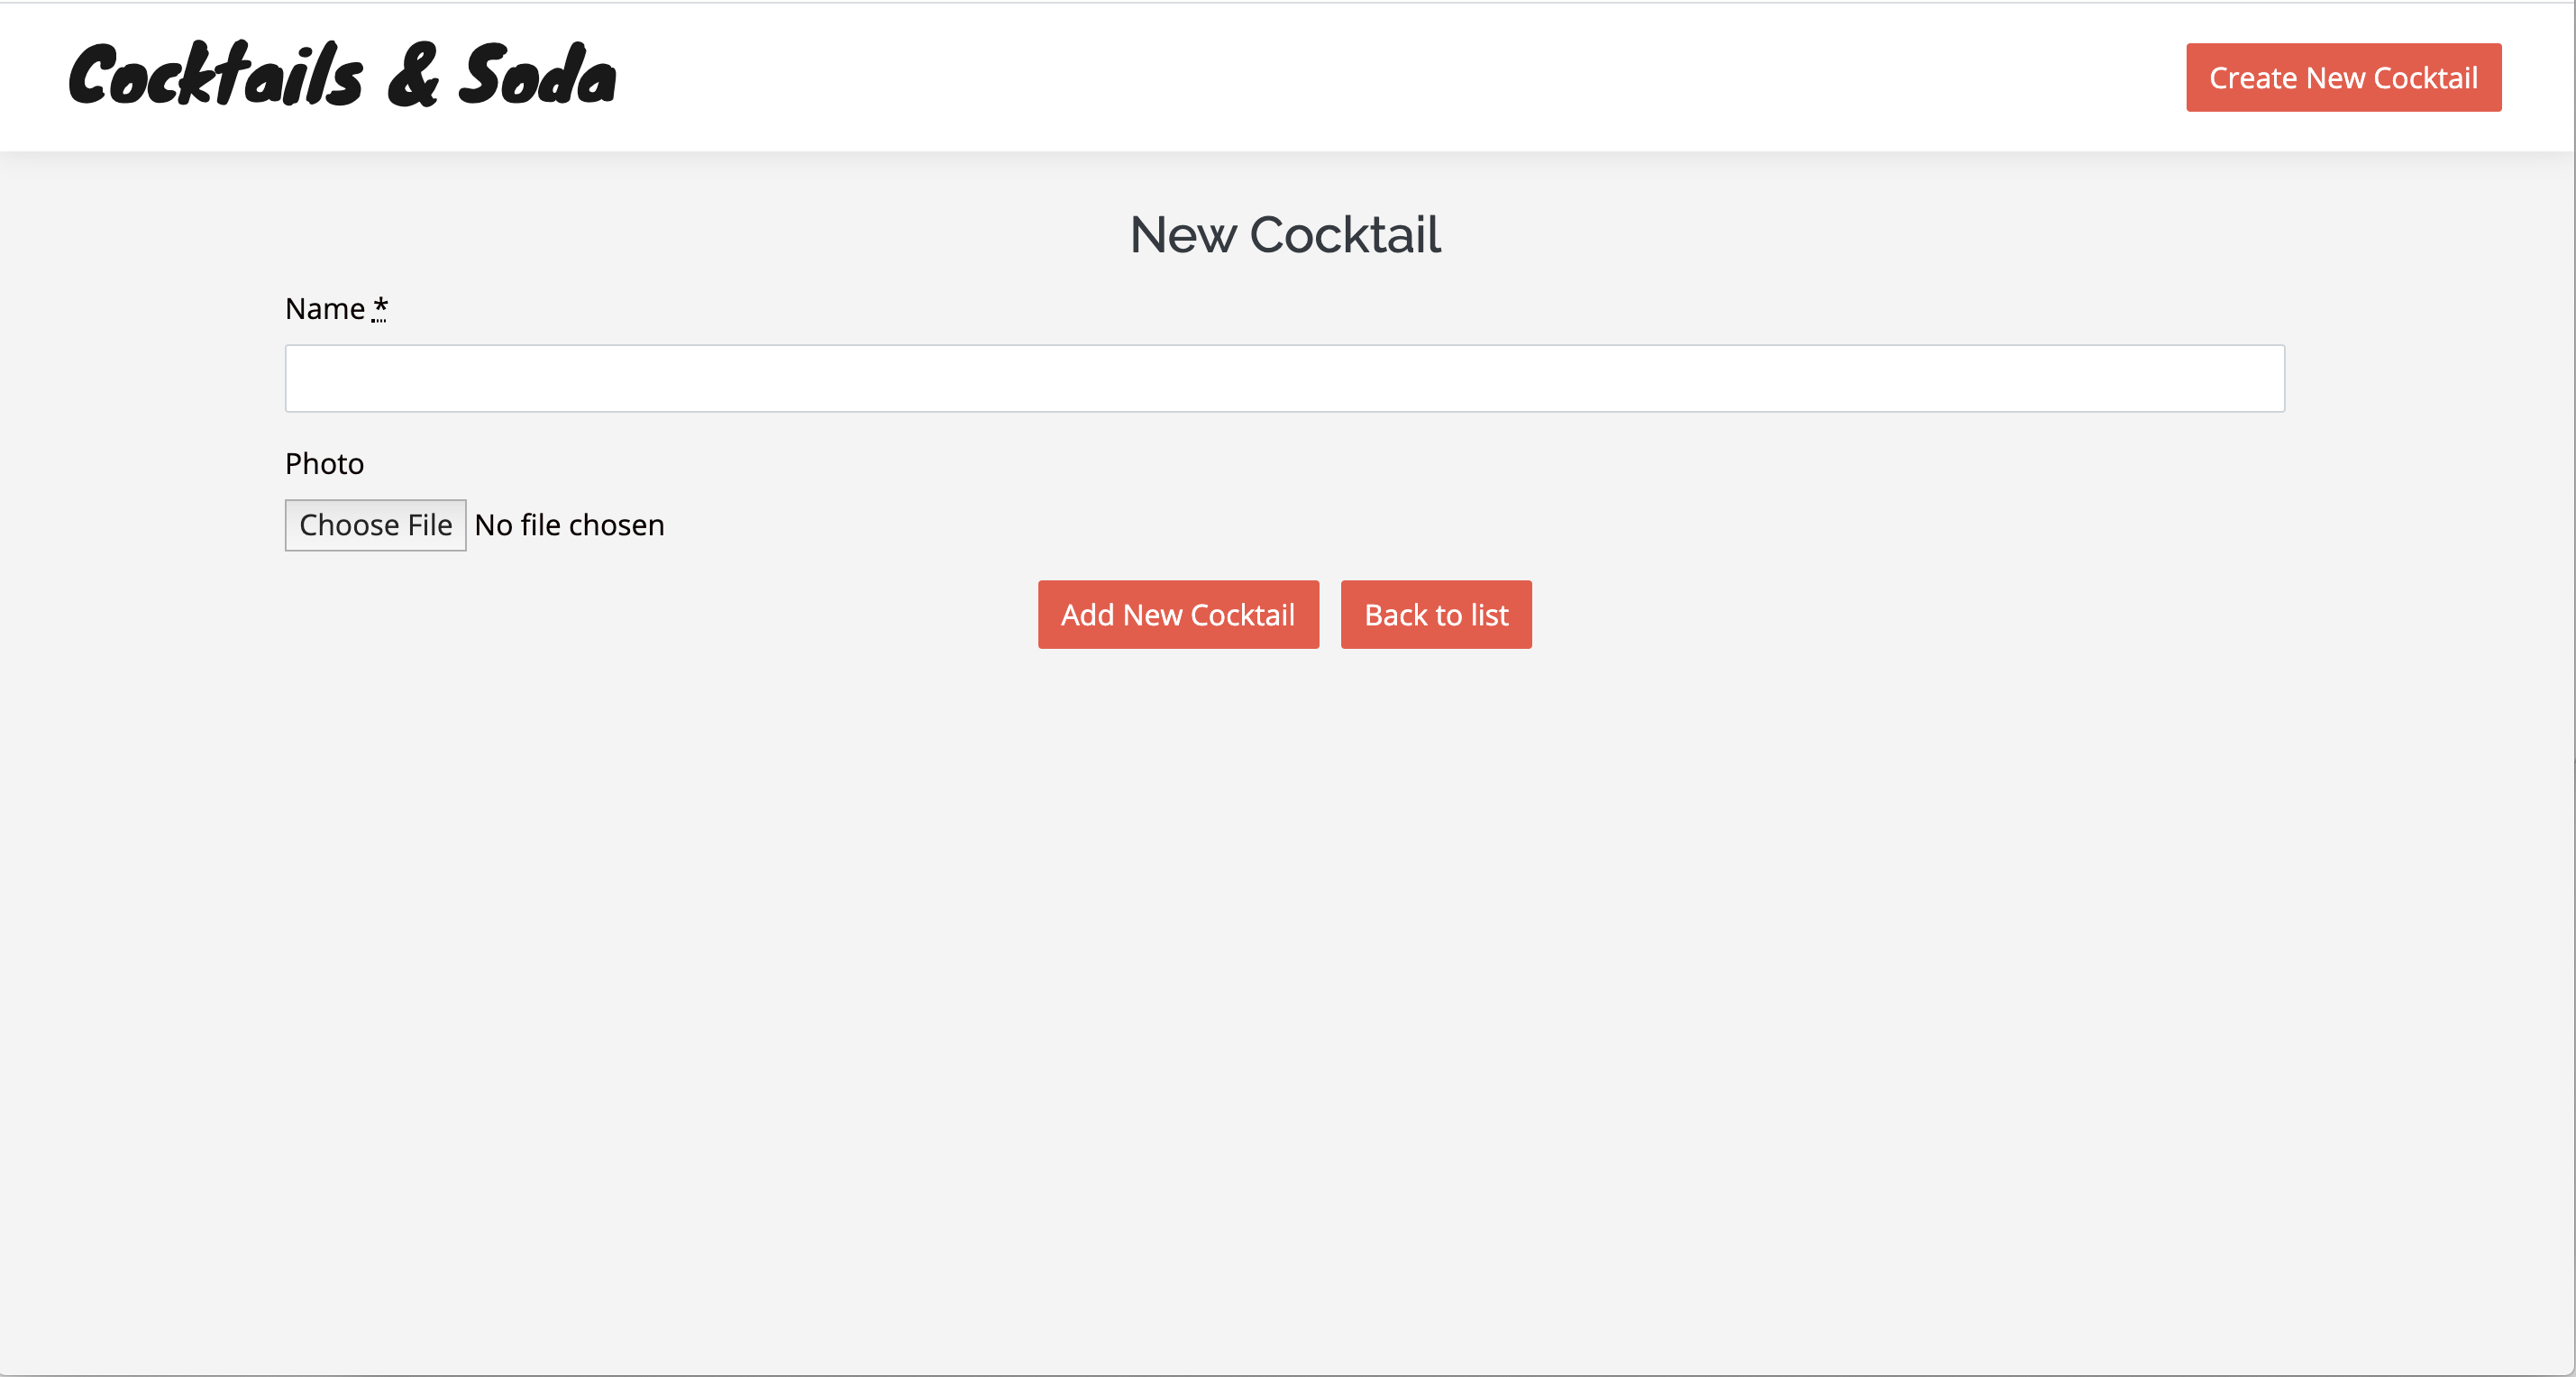 Cocktails & Soda
Create New Cocktail
New Cocktail
Name *
Photo
Choose File No file chosen
Add New Cocktail
Back to list